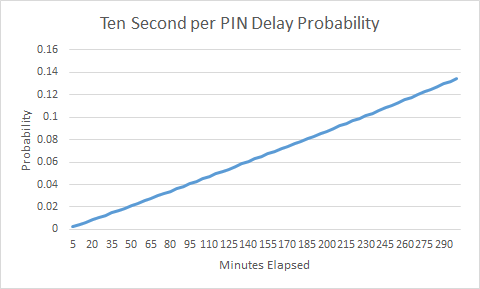 Ten Second per PIN Delay Probability
0.16
0.14
0.12
0.1
0.08
0.06
0.04
0.02
0
Probability
5 20 35 50 65 80 95 110 125 140 155 170 185 200 215 230 245 260 275 290
Minutes Elapsed